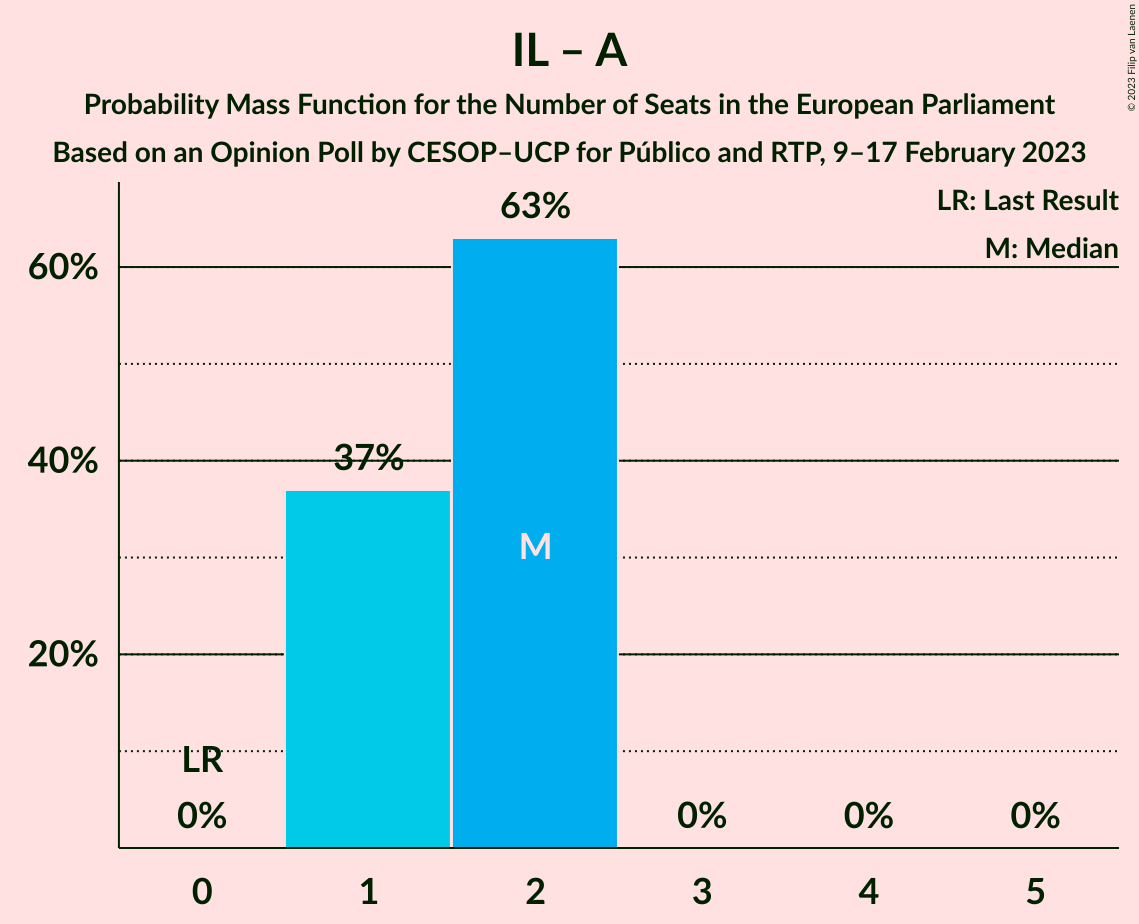 IL – A
Probability Mass Function for the Number of Seats in the European Parliament
Based on an Opinion Poll by CESOP–UCP for Público and RTP, 9–17 February 2023
© 2023 Filip van Laenen
LR: Last Result
M: Median
63%
60%
40%
37%
M
20%
LR
0%
0%
0%
0%
0
1
2
3
4
5